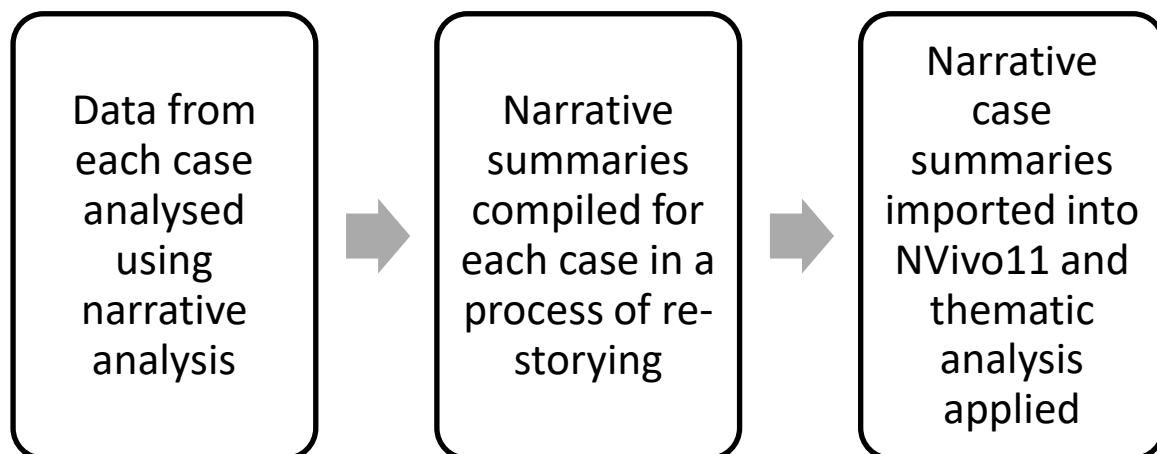 Data from
each case
analysed
using
narrative
analysis
Narrative
summaries
compiled for
each case in a
process of re-
storying
Narrative
case
summaries
imported into
NVivo11 and
thematic
analysis
applied